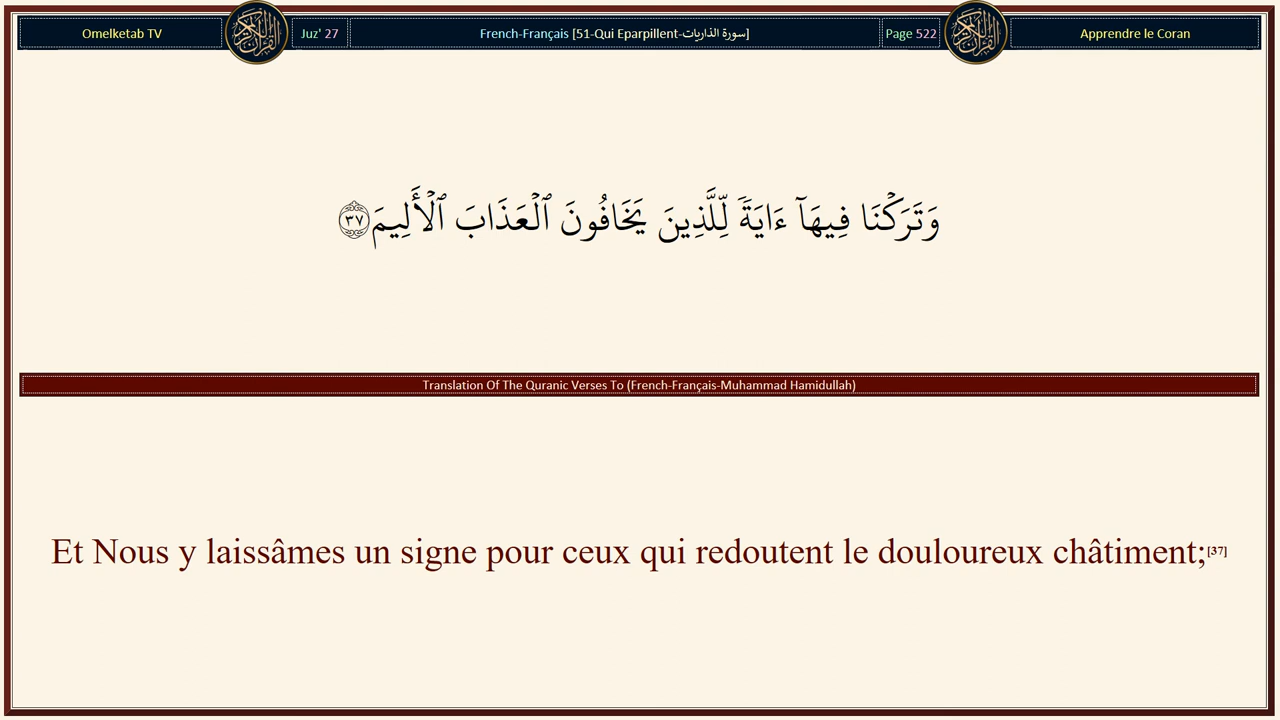 Omelketab TV
Juz' 27
French-Français [51-Qui Eparpillent-سورة الذاريات]
Page 522
Apprendre le Coran
وَتَرَكۡنَا فِيهَآ ءَايَةٗ لِّلَّذِينَ يَخَافُونَ ٱلۡعَذَابَ ٱلۡأَلِيمَ ٣٧
Translation Of The Quranic Verses To (French-Français-Muhammad Hamidullah)
Et Nous y laissâmes un signe pour ceux qui redoutent le douloureux châtiment;[37]